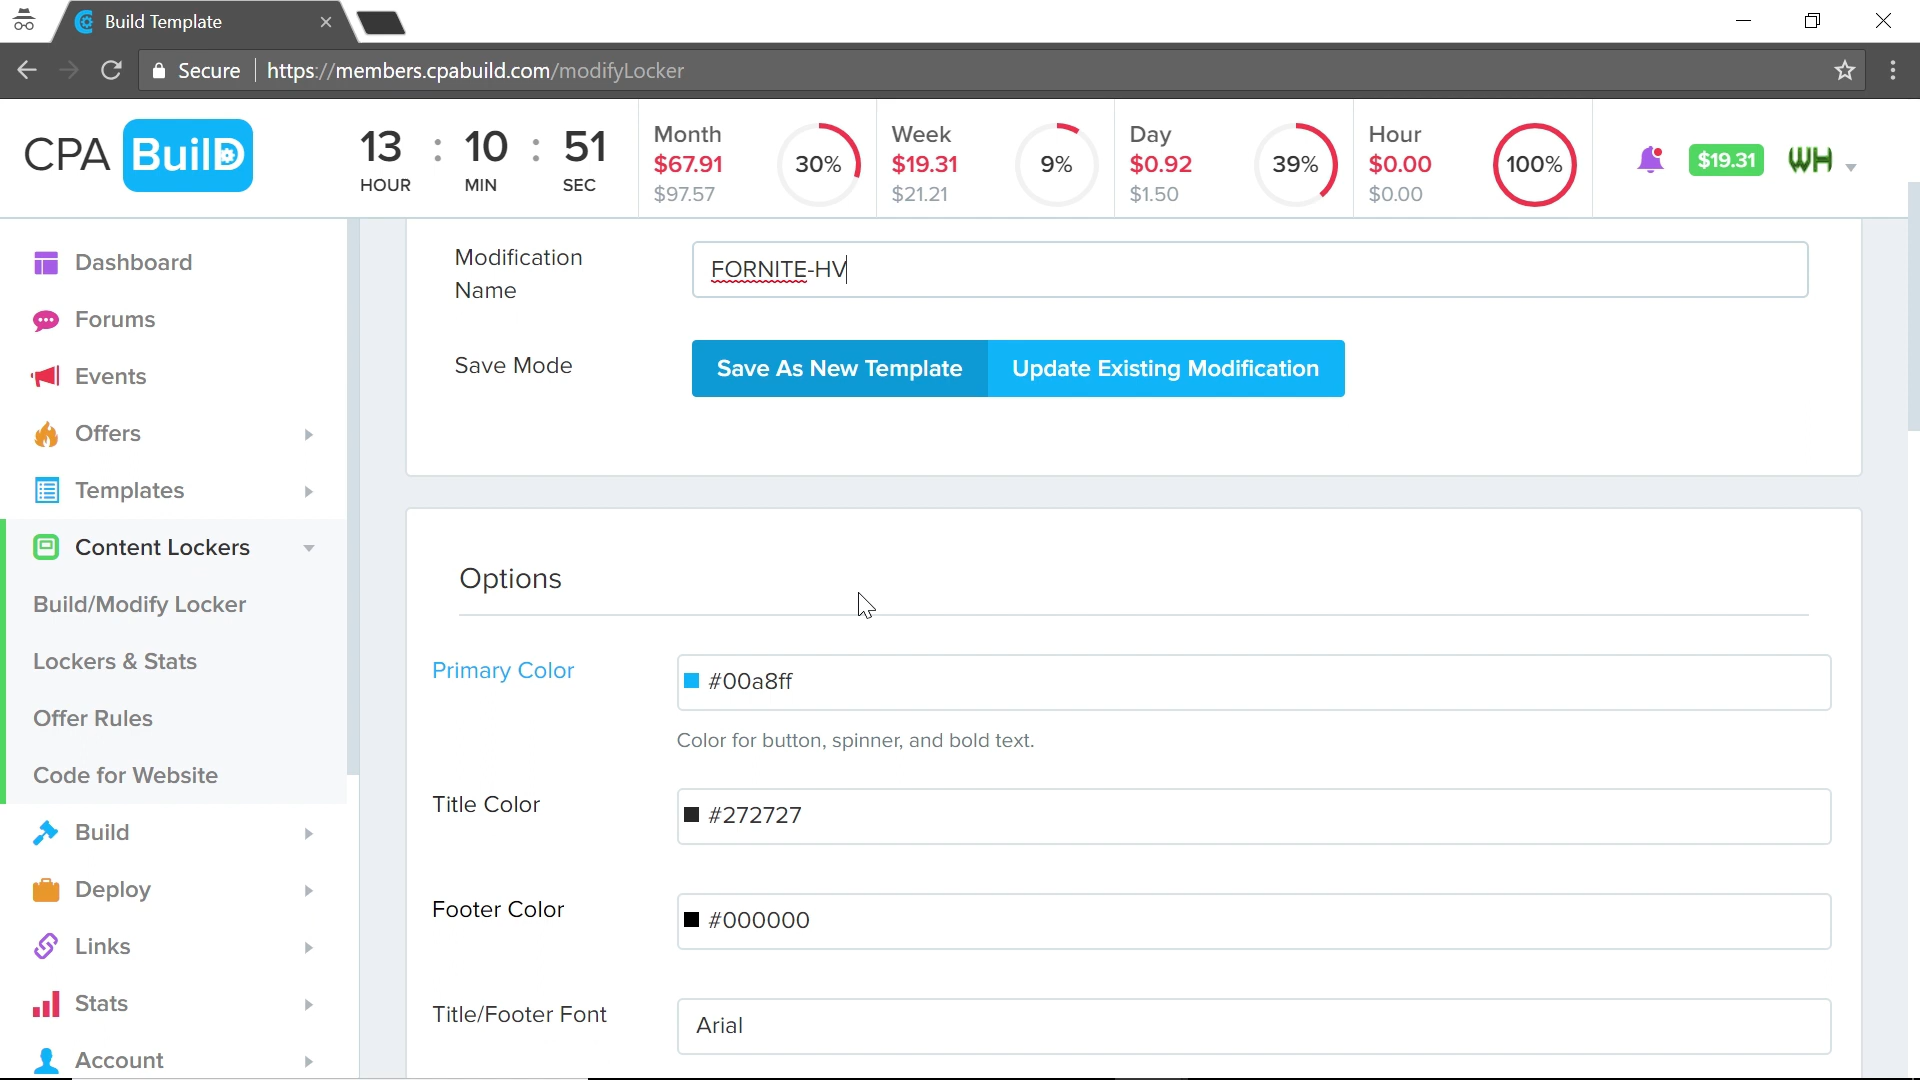 Build Template
Secure
https://members.cpabuild.com/modifyLocker
CPA BuilD
13 : 10 : 51
HOUR MIN SEC
Month
$67.91
$97.57
30%
Week
$19.31
$21.21
9%
Day
$0.92
$1.50
39%
Hour
$0.00
$0.00
100%
$19.31
WH
Dashboard
Forums
Events
Offers
Templates
Content Lockers
Build/Modify Locker
Lockers & Stats
Offer Rules
Code for Website
Build
Deploy
Links
Stats
Account
Modification
Name
FORNITE-HV
Save Mode
Save As New Template
Update Existing Modification
Options
Primary Color
#00a8ff
Color for button, spinner, and bold text.
Title Color
#272727
Footer Color
#000000
Title/Footer Font
Arial